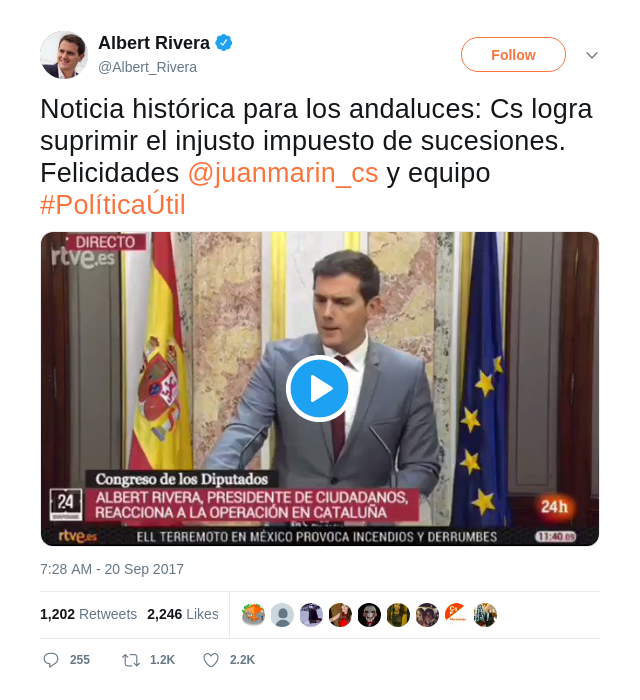 Albert Rivera
@Albert_Rivera
Follow
Noticia histórica para los andaluces: Cs logra
suprimir el injusto impuesto de sucesiones.
Felicidades @juanmarin_cs y equipo
#PolíticaÚtil
DIRECTO
rtve.es
Congreso de los Diputados
24
ALBERT RIVERA, PRESIDENTE DE CIUDADANOS,
REACCIONA A LA OPERACIÓN EN CATALUÑA
24h
rtve.es
ELL TERREMOTO EN MÉXICO PROVOCA INCENDIOS Y DERRUMBES
11:40
7:28 AM - 20 Sep 2017
1,202 Retweets 2,246 Likes
255 1.2K 2.2K